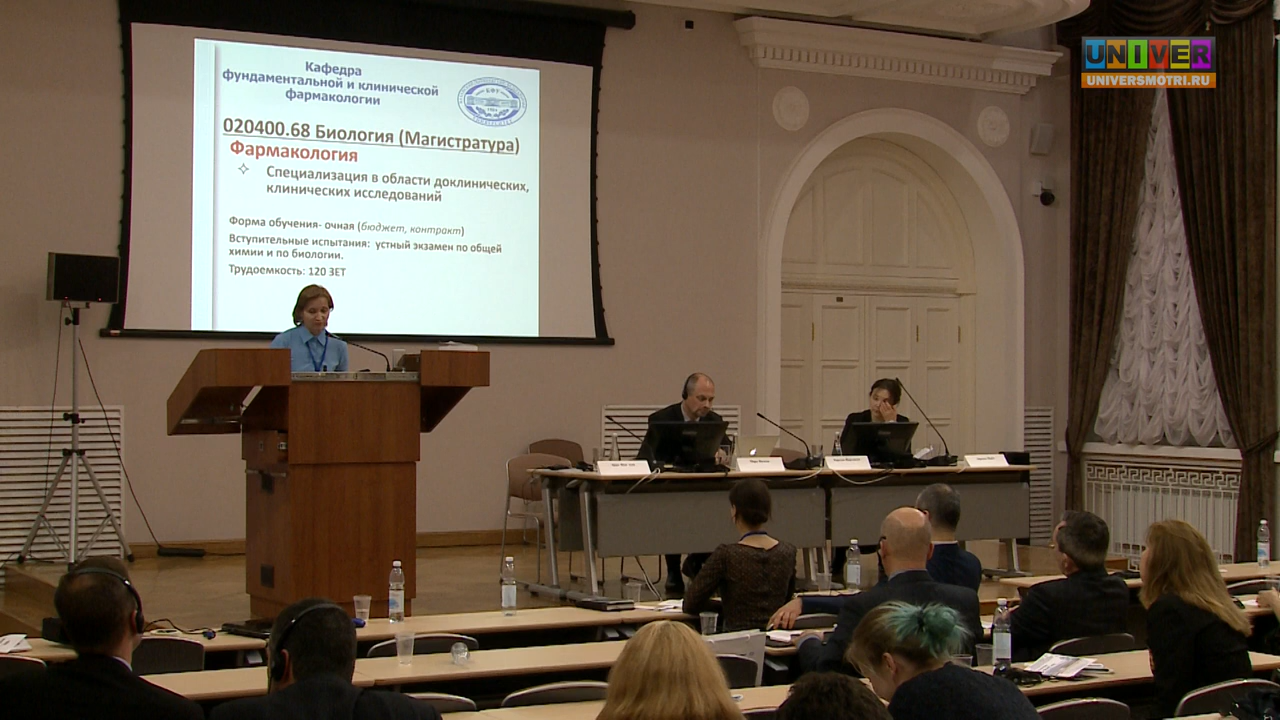 UNIVER
UNIVERSMOTRI.RU
Кафедра
фундаментальной и клинической
фармакологии
020400.68 Биология (Магистратура)
Фармакология
Специализация в области доклинических,
клинических исследований
Форма обучения- очная (бюджет, контракт)
Вступительные испытания: устный экзамен по общей
химии и по биологии.
Трудоемкость: 120 ЗЕТ